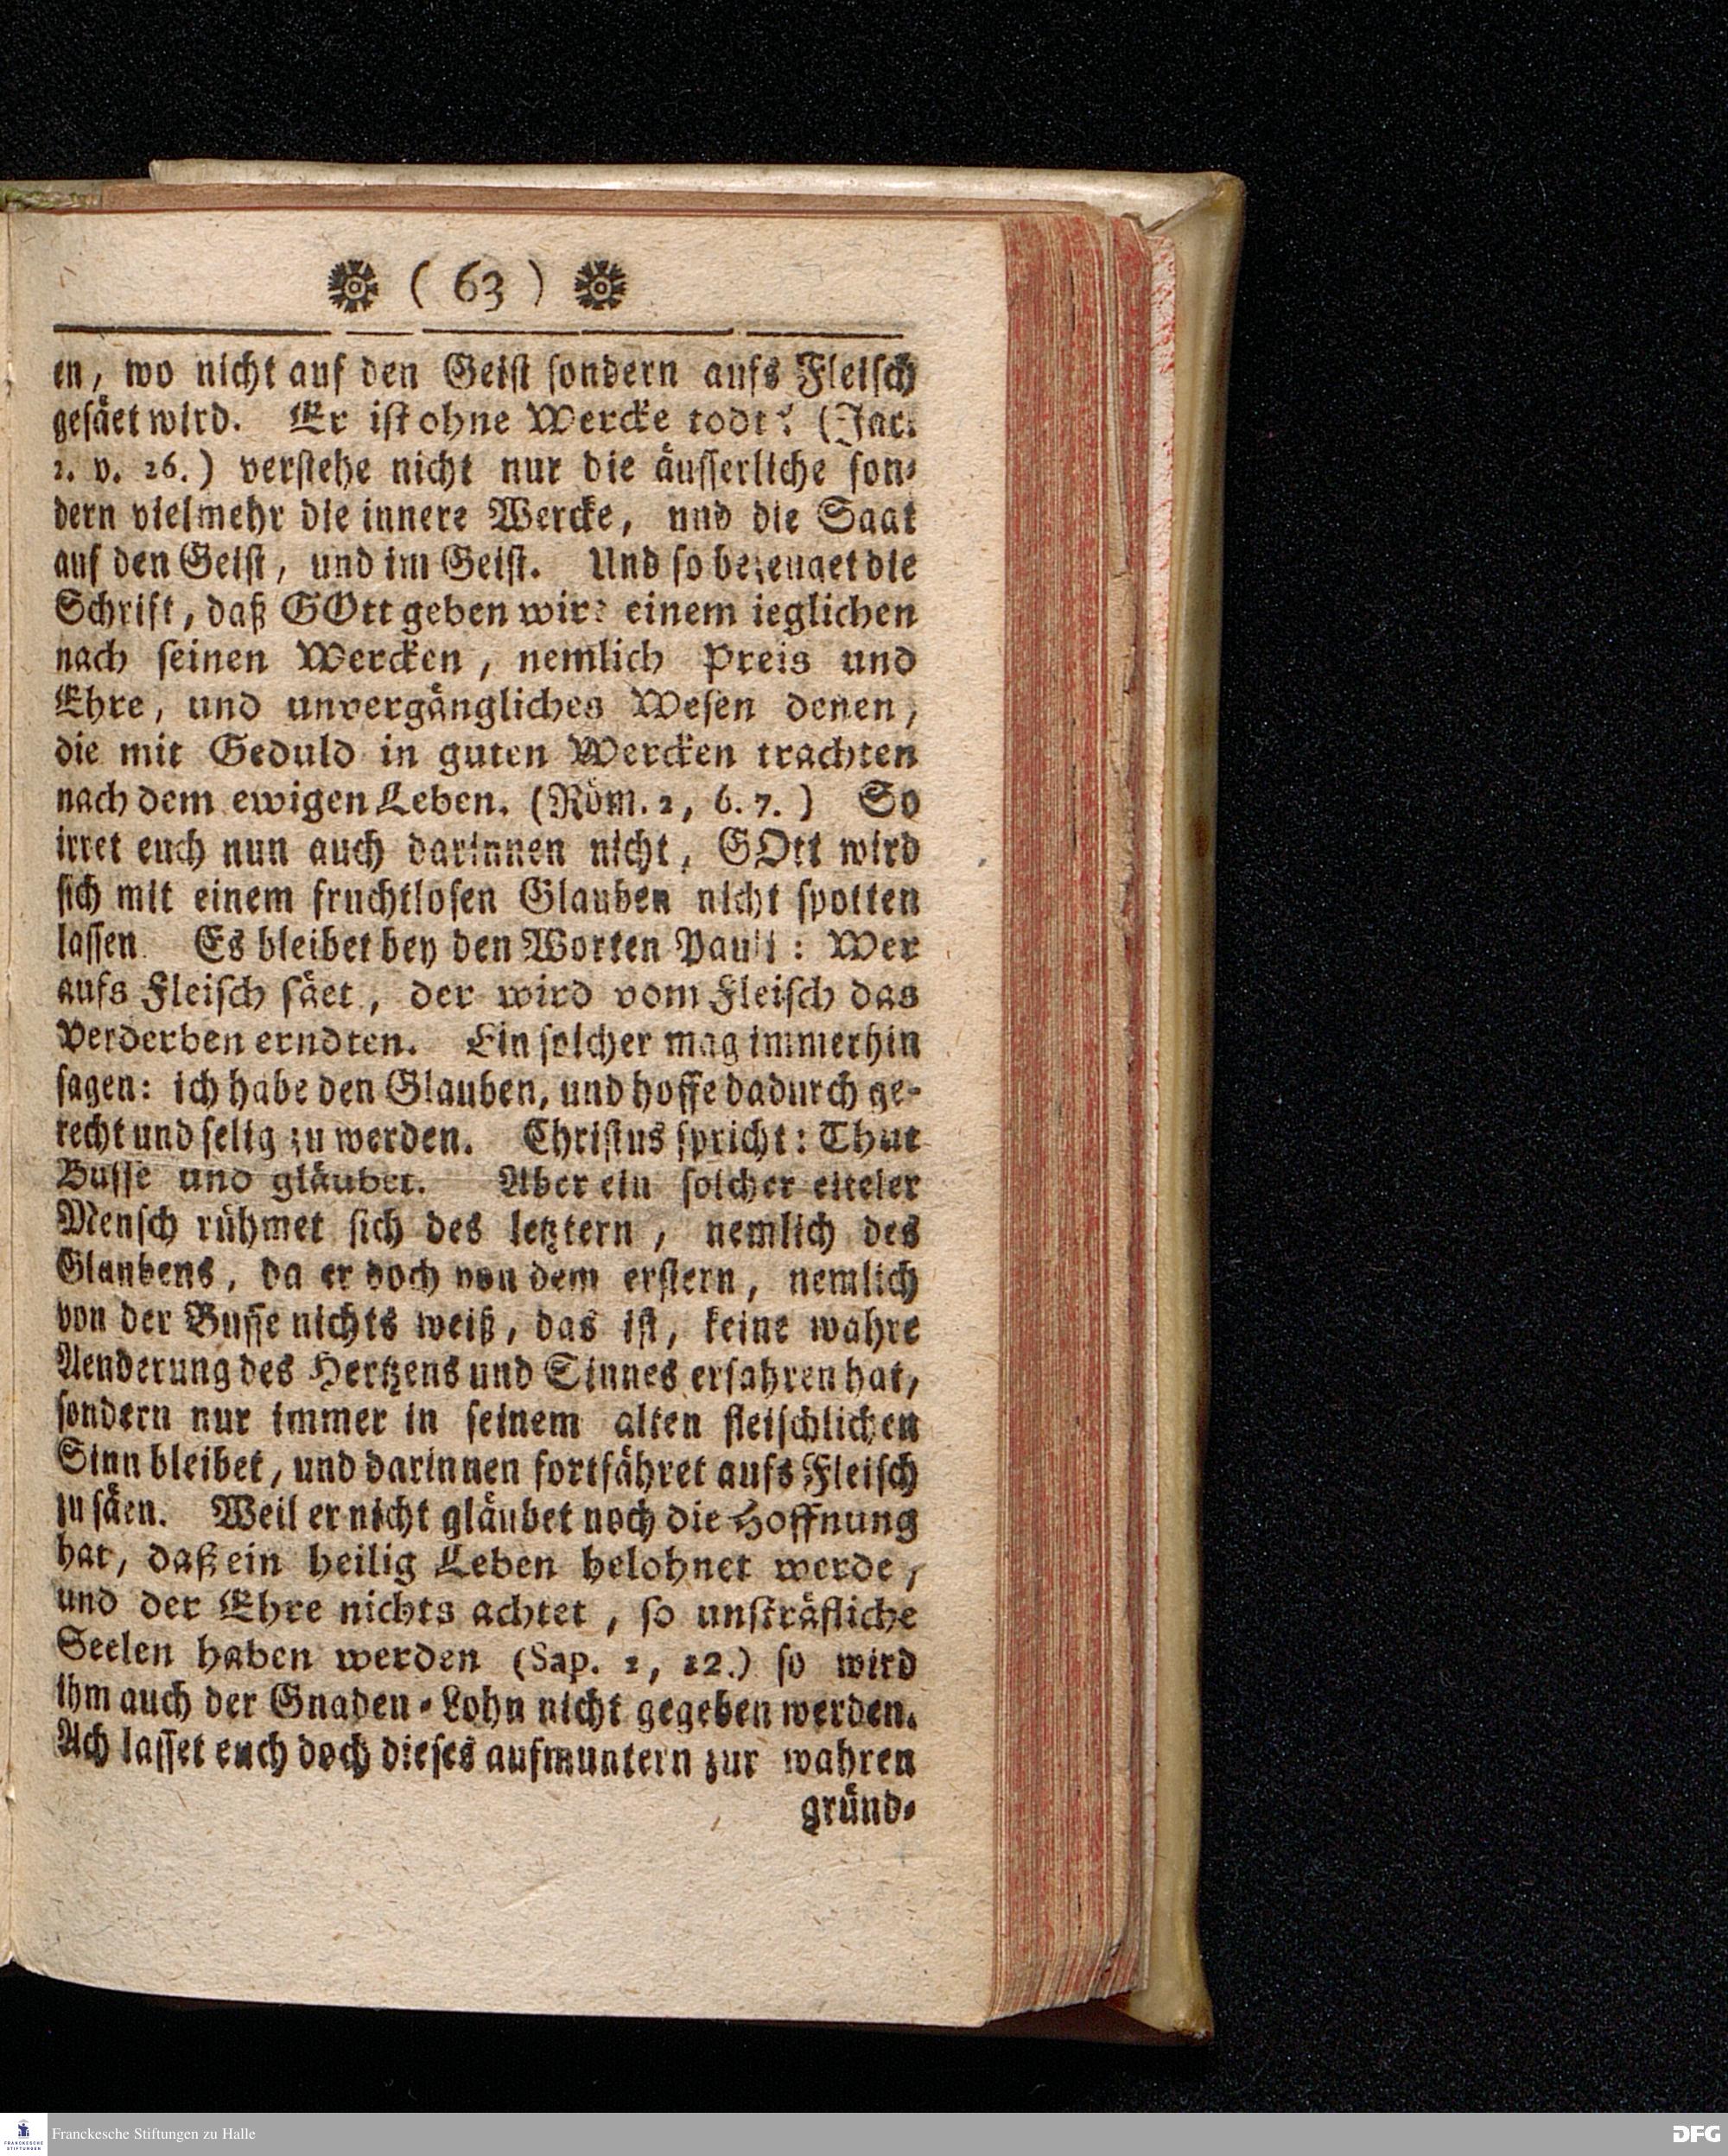 ( 63 )
en, wo nicht auf den Geist sondern aufs Fleisch
gesäet wird. Er ist ohne Wercke todt: (Jac.
2. v. 26.) verstehe nicht nur die äusserliche son-
dern vielmehr die innere Wercke, und die Saat
auf den Geist, und im Geist. Und so bezeuget die
Schrift, daß GOtt geben wird einem ieglichen
nach seinen Wercken, nemlich Preis und
Ehre, und unvergängliches Wesen denen,
die mit Geduld in guten Wercken trachten
nach dem ewigen Leben. (Röm. 2, 6. 7.) So
irret euch nun auch darinnen nicht, GOtt wird
sich mit einem fruchtlosen Glauben nicht spotten
lassen. Es bleibet bey den Worten Pauli: Wer
aufs Fleisch säet, der wird vom Fleisch das
Verderben erndten. Ein solcher mag immerhin
sagen: ich habe den Glauben, und hoffe dadurch ge-
recht und selig zu werden. Christus spricht: Thut
Busse und gläubet. Aber ein solcher eiteler
Mensch rühmet sich des letztern, nemlich des
Glaubens, da er doch von dem erstern, nemlich
von der Busse nichts weiß, das ist, keine wahre
Aenderung des Hertzens und Sinnes erfahren hat,
sondern nur immer in seinem alten fleischlichen
Sinn bleibet, und darinnen fortfähret aufs Fleisch
zu säen. Weil er nicht gläubet noch die Hoffnung
hat, daß ein heilig Leben belohnet werde,
und der Ehre nichts achtet, so unsträfliche
Seelen haben werden (Sap. 2, 22.) so wird
ihm auch der Gnaden-Lohn nicht gegeben werden.
Ach lasset euch doch dieses aufmuntern zur wahren
gründ-
FRANCKESCHE STIFTUNGEN
Franckesche Stiftungen zu Halle
DFG